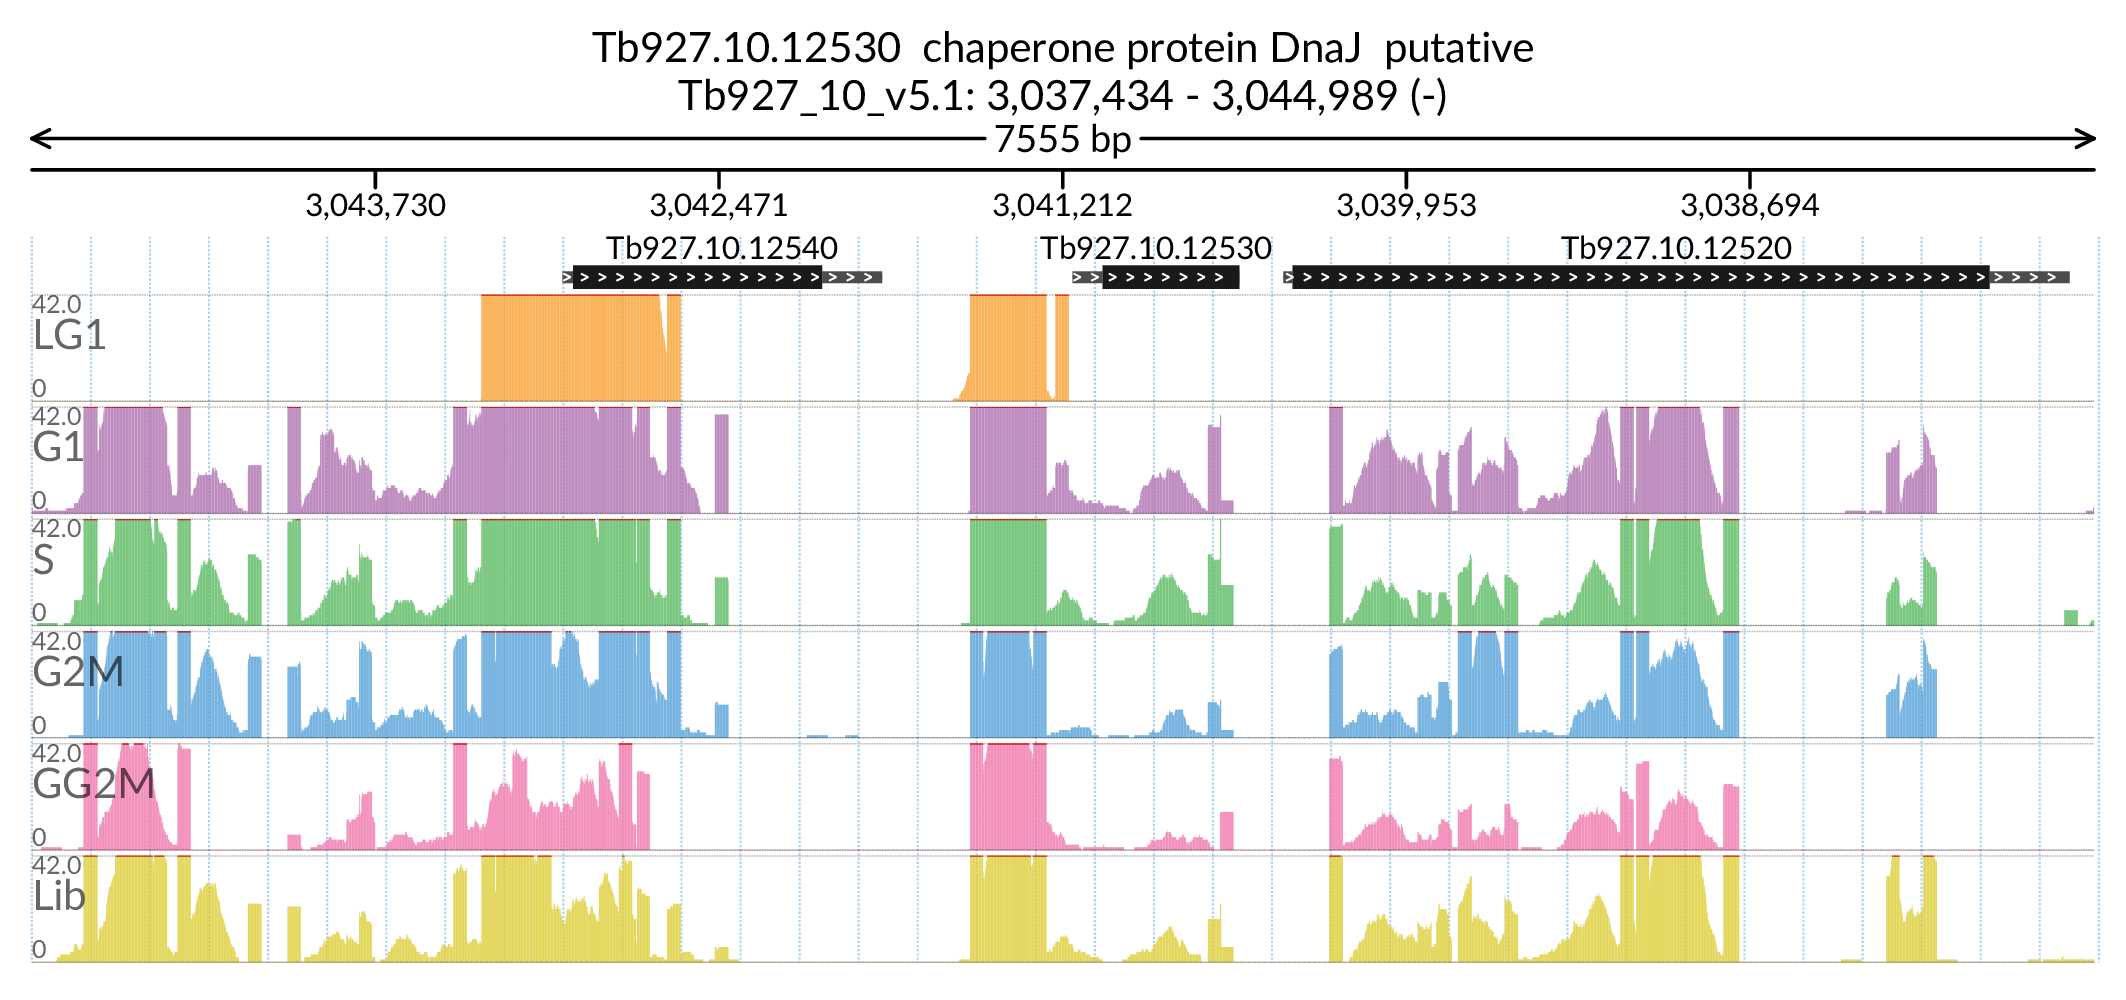 Tb927.10.12530  chaperone protein DnaJ  putative
Tb927_10_v5.1: 3,037,434 - 3,044,989 (-)
7555 bp
3,043,730 3,042,471 3,041,212 3,039,953 3,038,694
Tb927.10.12540 Tb927.10.12530 Tb927.10.12520
42.0
LG1
0
42.0
G1
0
42.0
S
0
42.0
G2M
0
42.0
GG2M
0
42.0
Lib
0